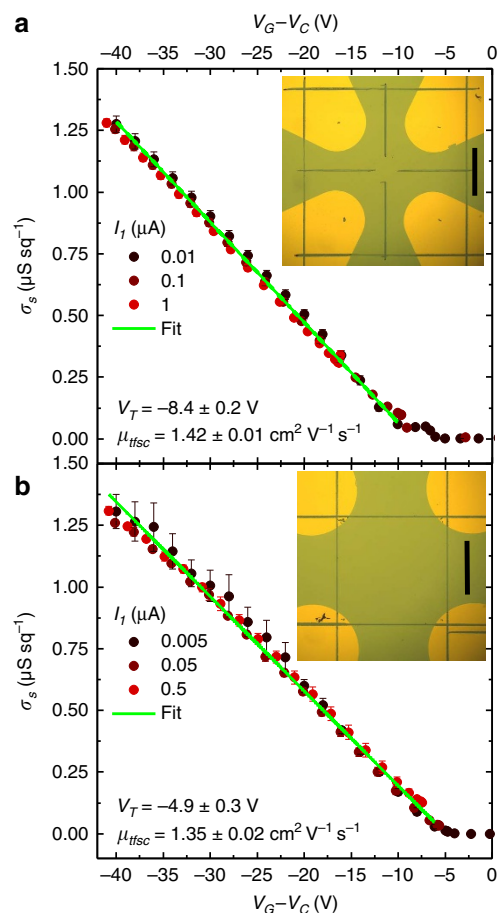 a
V_G–V_C (V)
–40 –35 –30 –25 –20 –15 –10 –5 0
1.50
1.25
1.00
0.75
0.50
0.25
0.00
σ_s (μS sq⁻¹)
I_1 (μA)
0.01
0.1
1
Fit
V_T = –8.4 ± 0.2 V
μ_tfsc = 1.42 ± 0.01 cm² V⁻¹ s⁻¹
b
1.50
1.25
1.00
0.75
0.50
0.25
0.00
σ_s (μS sq⁻¹)
I_1 (μA)
0.005
0.05
0.5
Fit
V_T = –4.9 ± 0.3 V
μ_tfsc = 1.35 ± 0.02 cm² V⁻¹ s⁻¹
–40 –35 –30 –25 –20 –15 –10 –5 0
V_G–V_C (V)